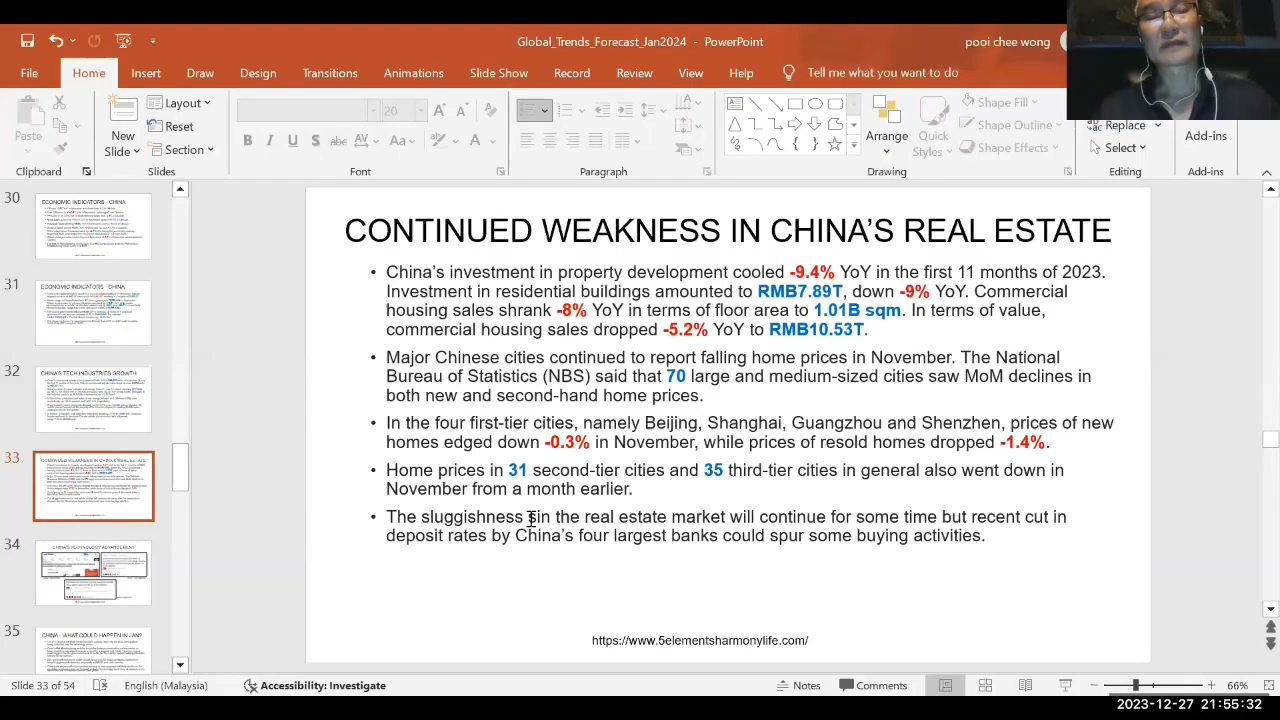 Global_Trends_Forecast_Jan2024 - PowerPoint
pooi chee wong
File Home Insert Draw Design Transitions Animations Slide Show Record Review View Help Tell me what you want to do
Paste
Clipboard
New
Slide
Layout
Reset
Section
Slides
20
B I U S abc AV Aa A
Font
Paragraph
Arrange
Quick
Styles
Shape Fill
Shape Outline
Shape Effects
Drawing
Replace
Select
Editing
Add-ins
Add-ins
30
ECONOMIC INDICATORS - CHINA
31
ECONOMIC INDICATORS - CHINA
32
CHINA'S TECH INDUSTRIES GROWTH
33
CONTINUED WEAKNESS IN CHINA'S REAL ESTATE
34
CHINA'S TECHNOLOGY ADVANCEMENT
35
CHINA - WHAT COULD HAPPEN IN JAN?
CONTINUED WEAKNESS IN CHINA’S REAL ESTATE
• China’s investment in property development cooled -9.4% YoY in the first 11 months of 2023.
Investment in residential buildings amounted to RMB7.89T, down -9% YoY. Commercial
housing sales shrank -8% YoY in terms of floor area to 1.01B sqm. In terms of value,
commercial housing sales dropped -5.2% YoY to RMB10.53T.
• Major Chinese cities continued to report falling home prices in November. The National
Bureau of Statistics (NBS) said that 70 large and medium-sized cities saw MoM declines in
both new and second-hand home prices.
• In the four first-tier cities, namely Beijing, Shanghai, Guangzhou and Shenzhen, prices of new
homes edged down -0.3% in November, while prices of resold homes dropped -1.4%.
• Home prices in 31 second-tier cities and 35 third-tier cities in general also went down in
November from a month earlier.
• The sluggishness in the real estate market will continue for some time but recent cut in
deposit rates by China’s four largest banks could spur some buying activities.
https://www.5elementsharmonylife.com/
Slide 33 of 54 English (Malaysia) Accessibility: Investigate Notes Comments 66%
2023-12-27 21:55:32